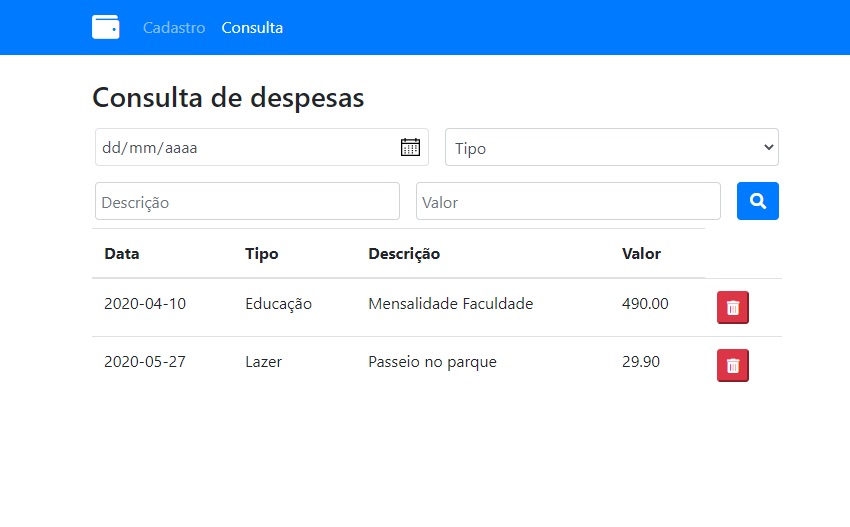 Cadastro Consulta
Consulta de despesas
dd/mm/aaaa Tipo
Descrição Valor
Data Tipo Descrição Valor
2020-04-10 Educação Mensalidade Faculdade 490.00
2020-05-27 Lazer Passeio no parque 29.90